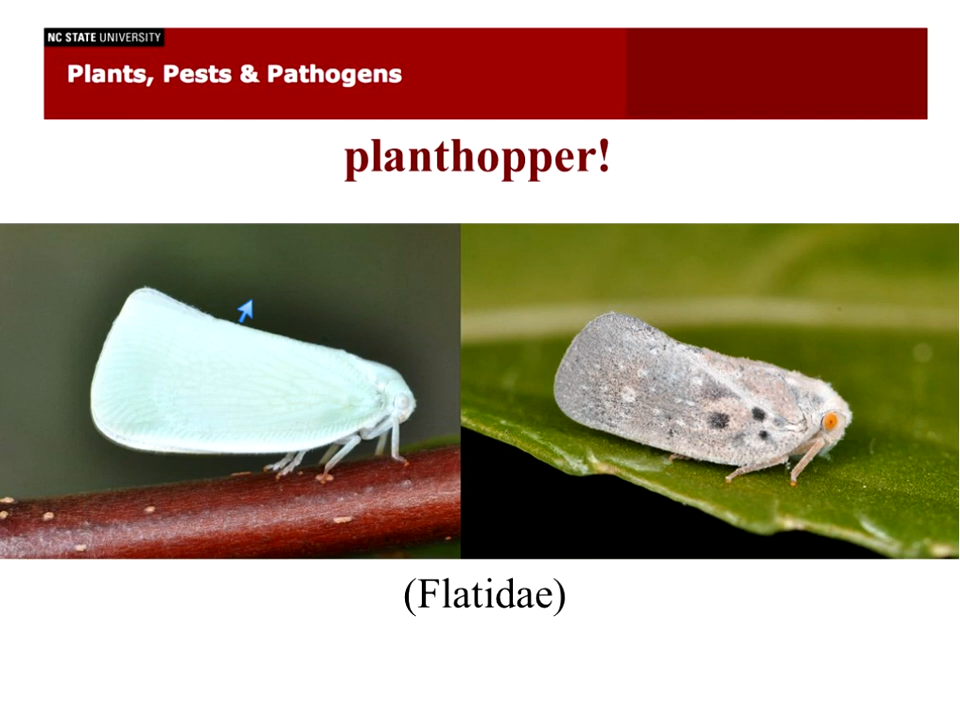 NC STATE UNIVERSITY
Plants, Pests & Pathogens
planthopper!
(Flatidae)